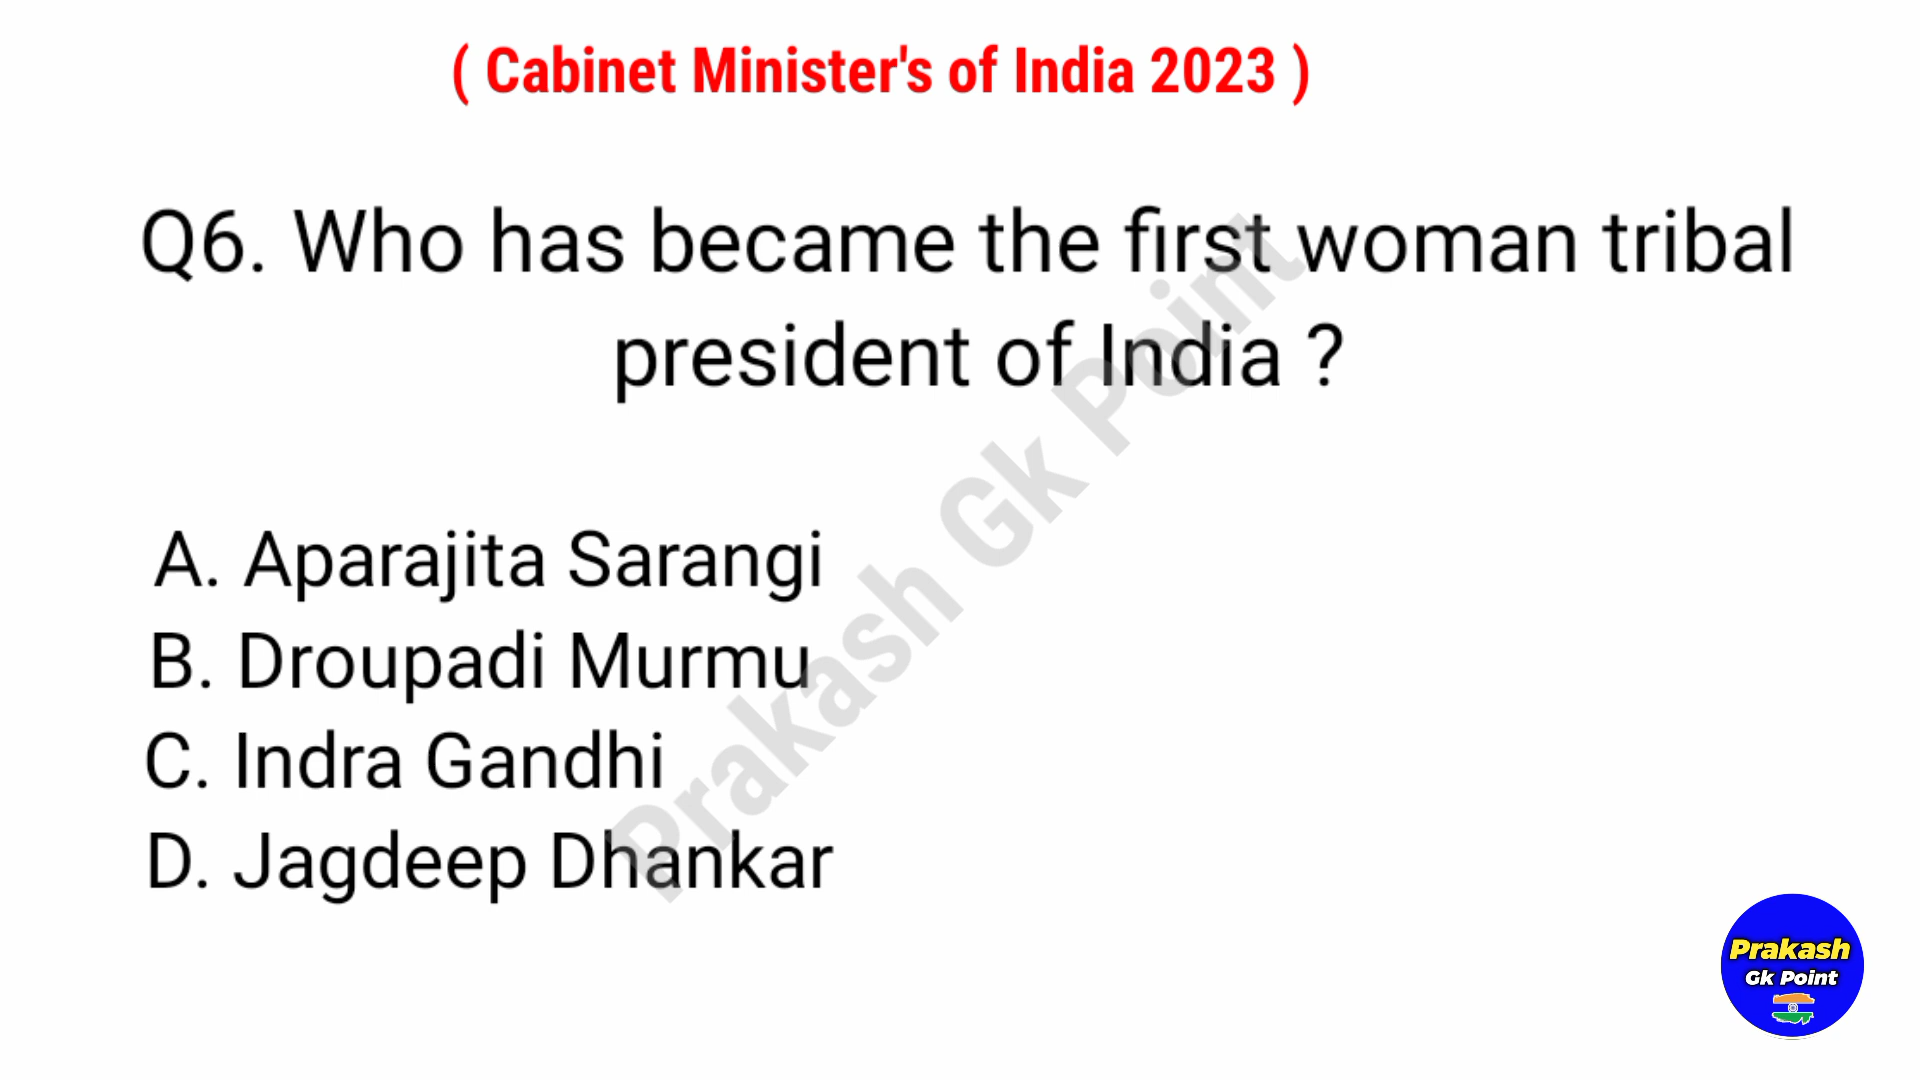 ( Cabinet Minister's of India 2023 )
Q6. Who has became the first woman tribal
president of India ?
A. Aparajita Sarangi
B. Droupadi Murmu
C. Indra Gandhi
D. Jagdeep Dhankar
Prakash Gk Point
Prakash
Gk Point